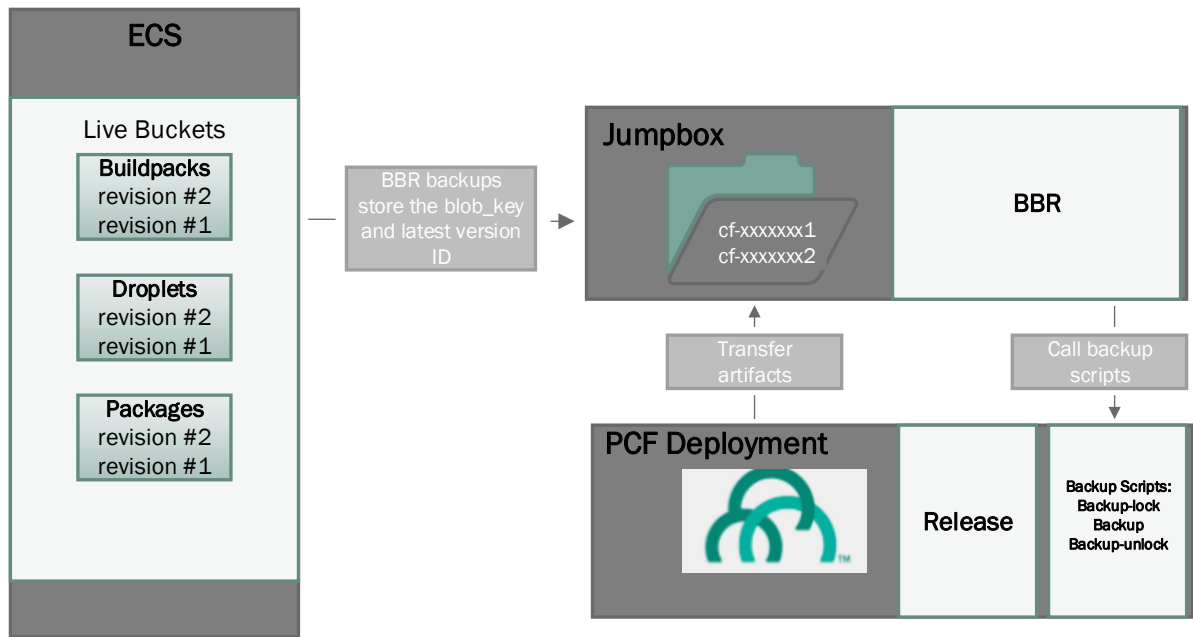 ECS
Live Buckets
Buildpacks
revision #2
revision #1
Droplets
revision #2
revision #1
Packages
revision #2
revision #1
BBR backups
store the blob_key
and latest version
ID
Jumpbox
cf-xxxxxxx1
cf-xxxxxxx2
BBR
Transfer
artifacts
Call backup
scripts
PCF Deployment
TM
Release
Backup Scripts:
Backup-lock
Backup
Backup-unlock